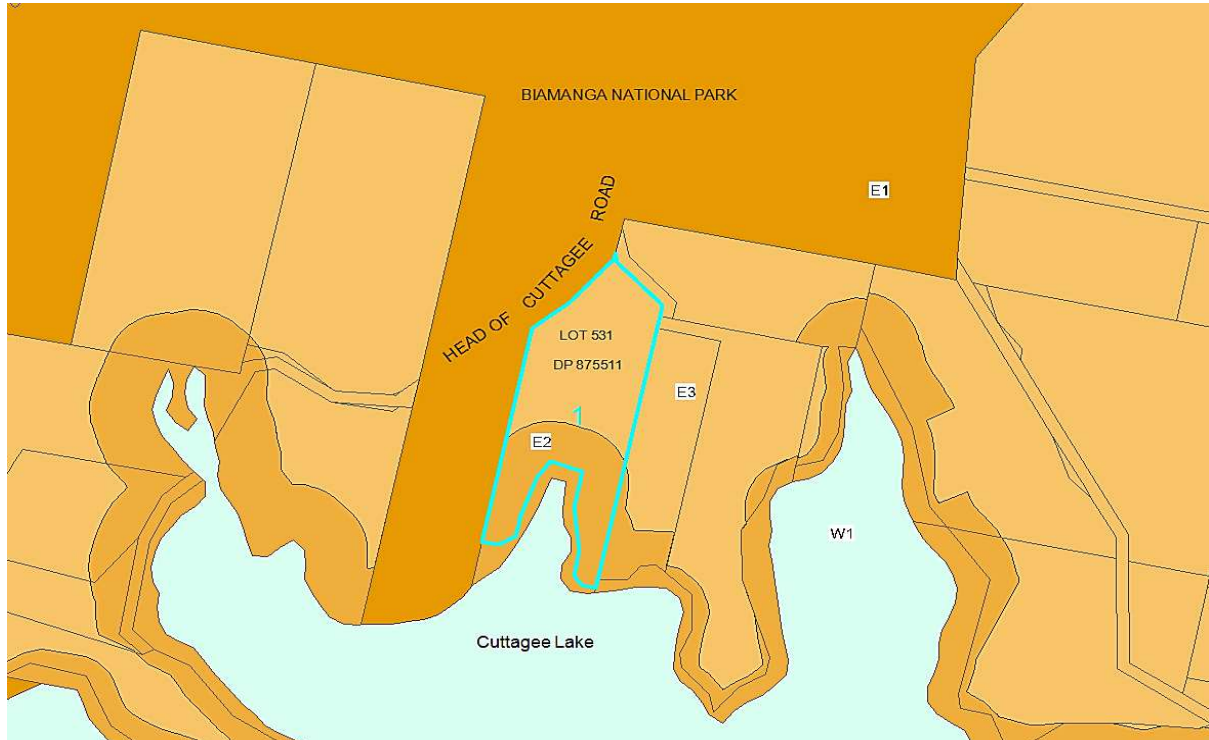 BIAMANGA NATIONAL PARK
E1
HEAD OF CUTTAGEE ROAD
LOT 531
DP 875511
E3
1
E2
W1
Cuttagee Lake